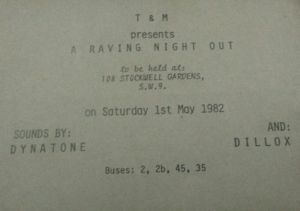 T & M
presents
A RAVING NIGHT OUT
to be held at:
108 STOCKWELL GARDENS,
S.W.9.
on Saturday 1st May 1982
SOUNDS BY: AND:
DYNATONE DILLOX
Buses: 2, 2b, 45, 35